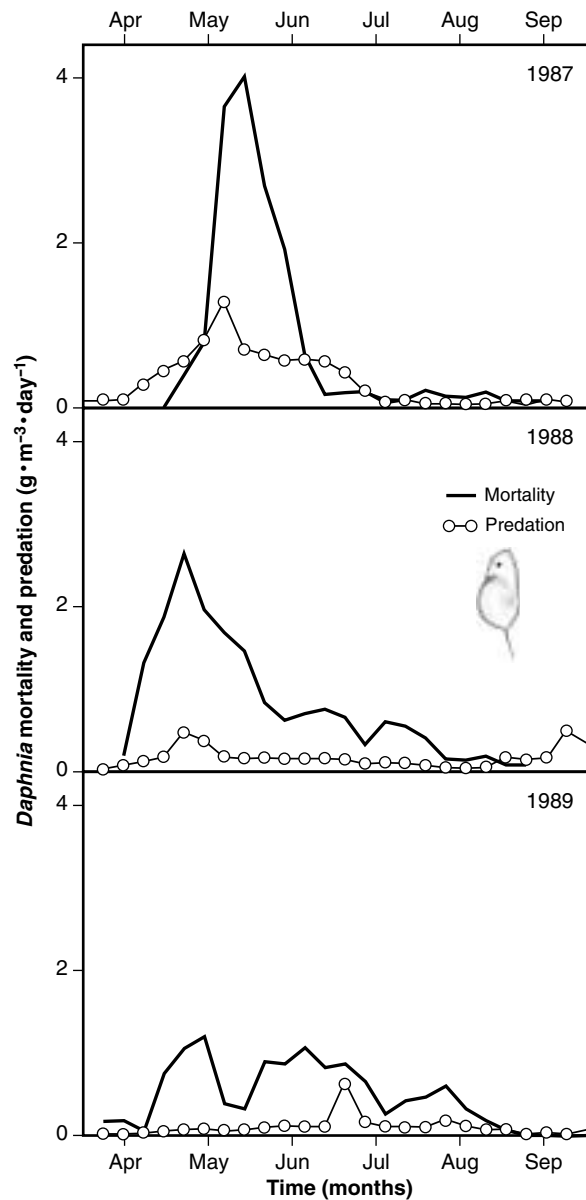 Apr May Jun Jul Aug Sep
4
1987
2
0
4
1988
Mortality
Predation
2
0
4
1989
2
0
Apr May Jun Jul Aug Sep
Time (months)
Daphnia mortality and predation (g•m⁻³•day⁻¹)